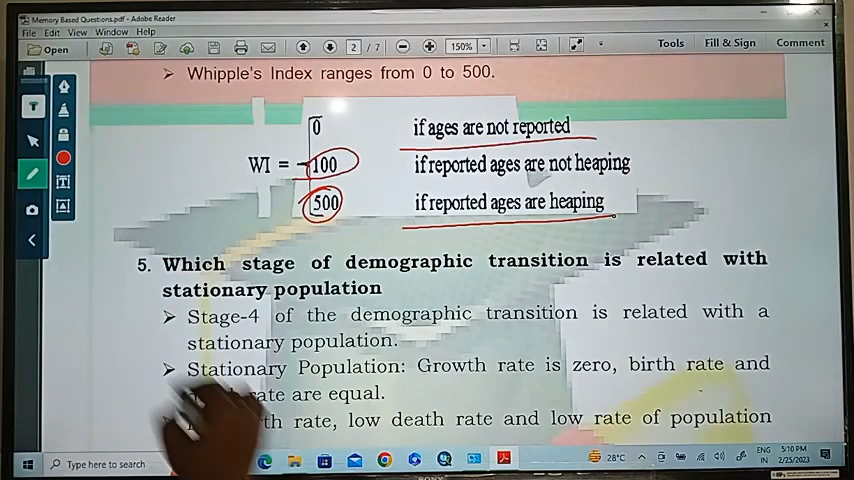 Memory Based Questions.pdf - Adobe Reader
File Edit View Window Help
Open 2 / 7 150% Tools Fill & Sign Comment
➢ Whipple's Index ranges from 0 to 500.
0 if ages are not reported
WI = 100 if reported ages are not heaping
500 if reported ages are heaping
5. Which stage of demographic transition is related with
stationary population
➢ Stage-4 of the demographic transition is related with a
stationary population.
➢ Stationary Population: Growth rate is zero, birth rate and
rate are equal.
rth rate, low death rate and low rate of population
Type here to search 28°C ENG 5:10 PM
IN 2/25/2023
SONY